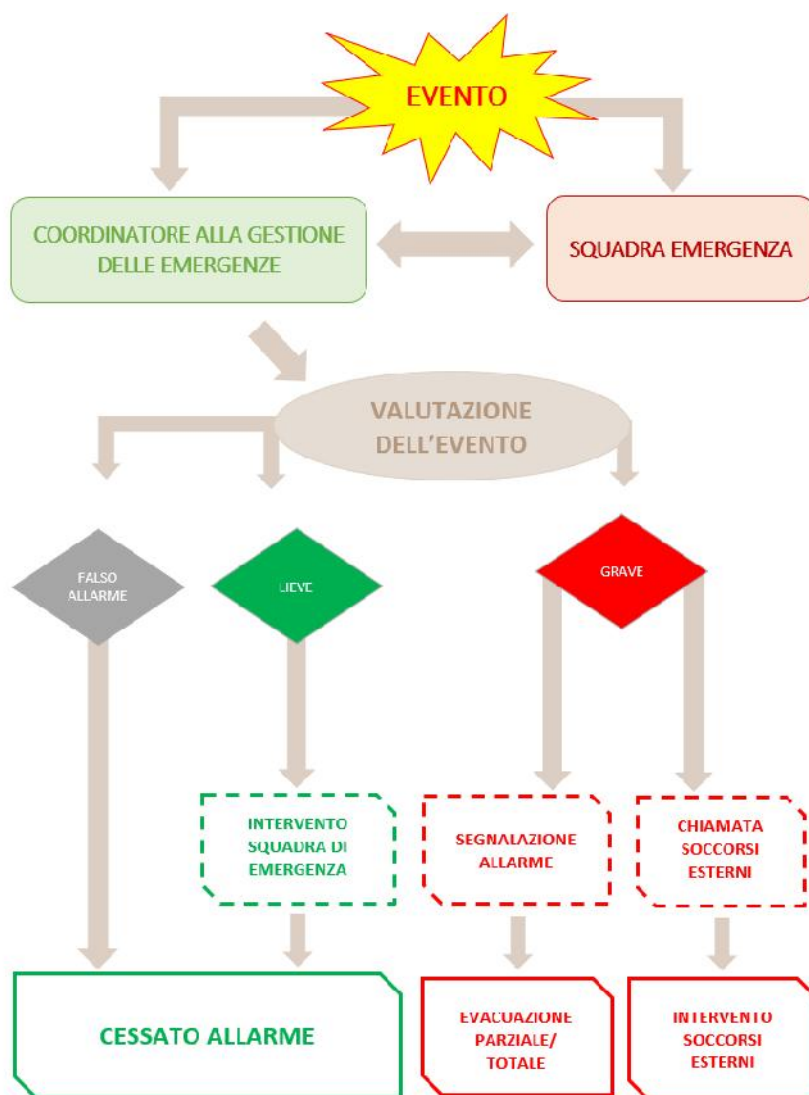 EVENTO
COORDINATORE ALLA GESTIONE
DELLE EMERGENZE
SQUADRA EMERGENZA
VALUTAZIONE
DELL'EVENTO
FALSO
ALLARME
LIEVE
GRAVE
INTERVENTO
SQUADRA DI
EMERGENZA
SEGNALAZIONE
ALLARME
CHIAMATA
SOCCORSI
ESTERNI
CESSATO ALLARME
EVACUAZIONE
PARZIALE/
TOTALE
INTERVENTO
SOCCORSI
ESTERNI